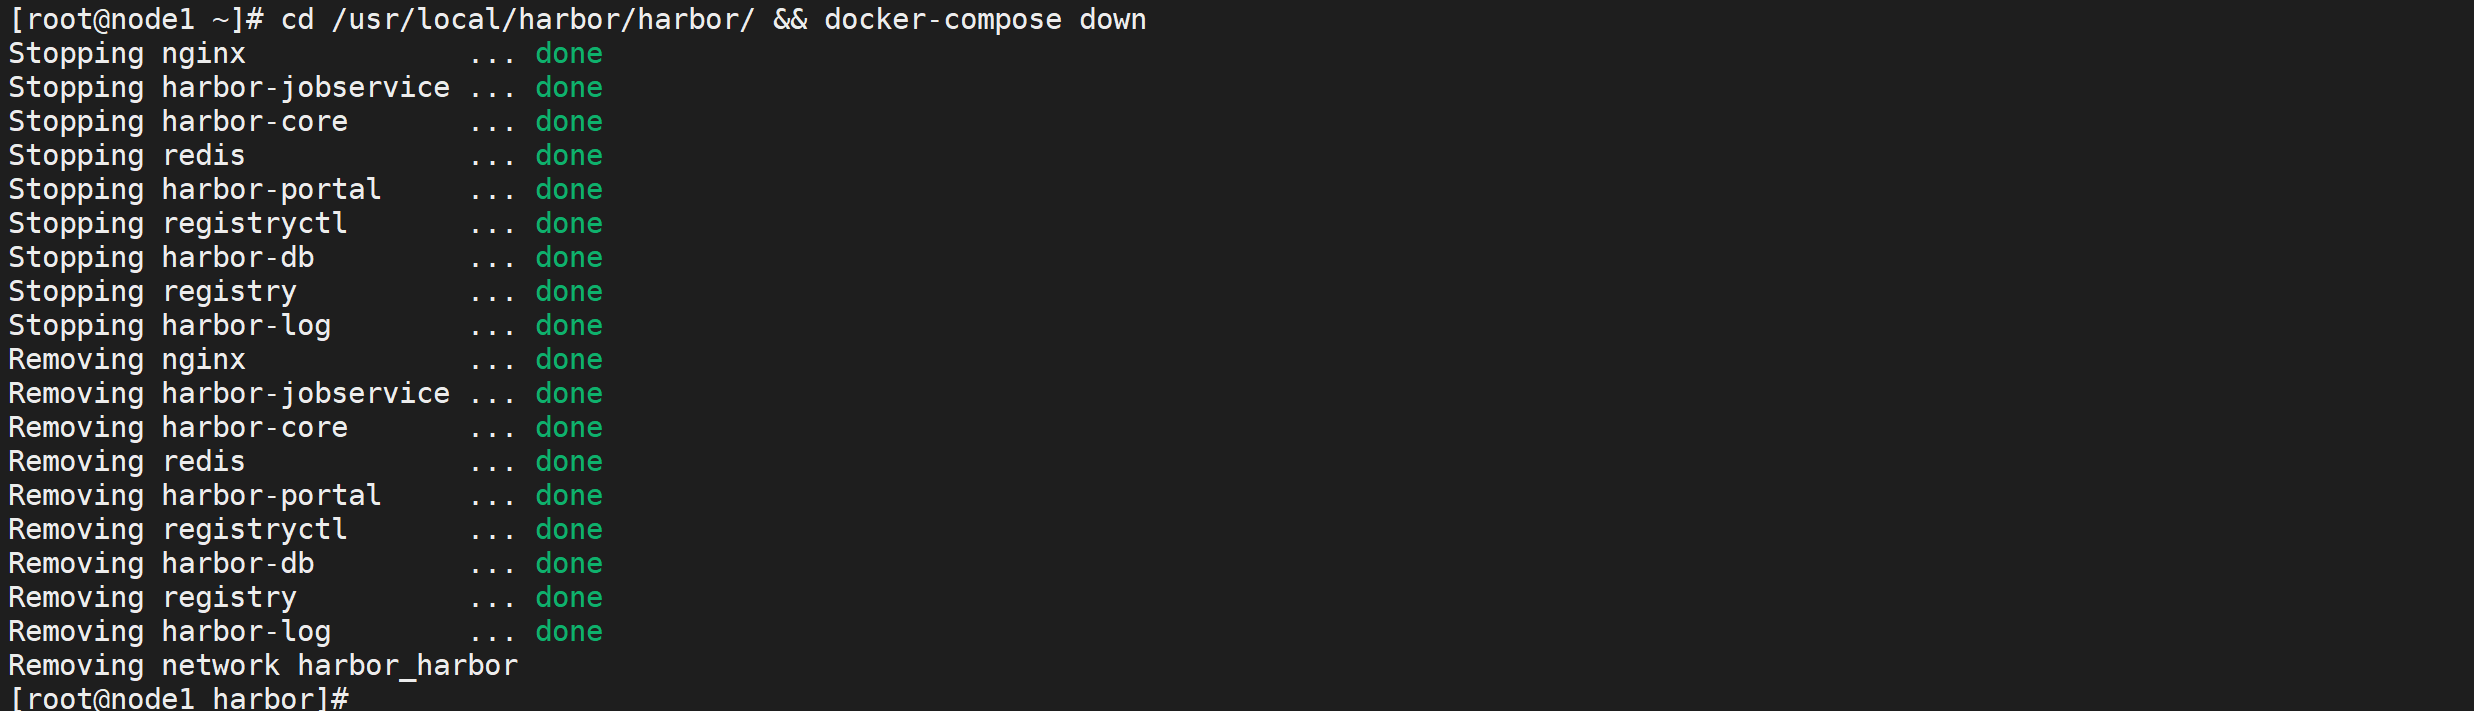 [root@node1 ~]# cd /usr/local/harbor/harbor/ && docker-compose down
Stopping nginx             ... done
Stopping harbor-jobservice ... done
Stopping harbor-core       ... done
Stopping redis             ... done
Stopping harbor-portal     ... done
Stopping registryctl       ... done
Stopping harbor-db         ... done
Stopping registry          ... done
Stopping harbor-log        ... done
Removing nginx             ... done
Removing harbor-jobservice ... done
Removing harbor-core       ... done
Removing redis             ... done
Removing harbor-portal     ... done
Removing registryctl       ... done
Removing harbor-db         ... done
Removing registry          ... done
Removing harbor-log        ... done
Removing network harbor_harbor
[root@node1 harbor]#